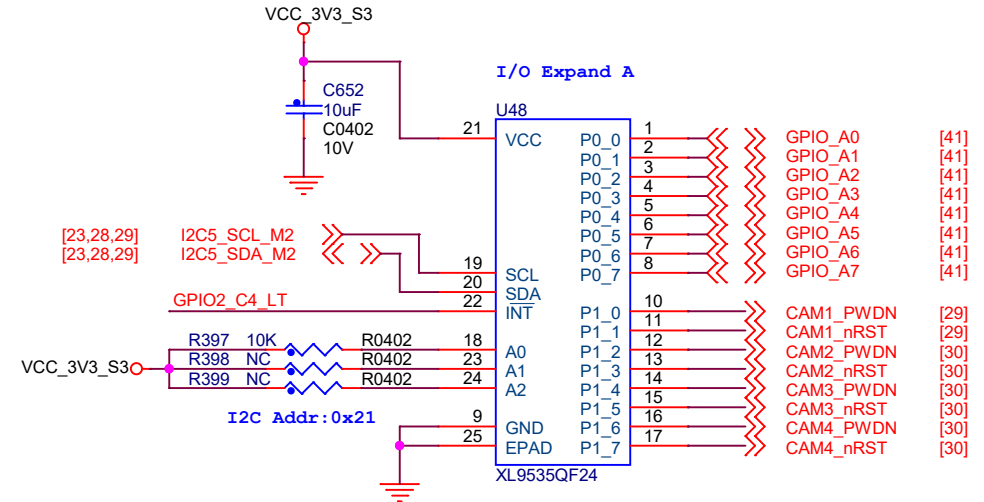 VCC_3V3_S3
I/O Expand A
C652
10uF
C0402
10V
U48
21 VCC P0_0 1 GPIO_A0 [41]
P0_1 2 GPIO_A1 [41]
P0_2 3 GPIO_A2 [41]
P0_3 4 GPIO_A3 [41]
P0_4 5 GPIO_A4 [41]
P0_5 6 GPIO_A5 [41]
P0_6 7 GPIO_A6 [41]
P0_7 8 GPIO_A7 [41]
[23,28,29] I2C5_SCL_M2
[23,28,29] I2C5_SDA_M2
19 SCL
20 SDA
GPIO2_C4_LT 22 INT
P1_0 10 CAM1_PWDN [29]
P1_1 11 CAM1_nRST [29]
P1_2 12 CAM2_PWDN [30]
P1_3 13 CAM2_nRST [30]
P1_4 14 CAM3_PWDN [30]
P1_5 15 CAM3_nRST [30]
P1_6 16 CAM4_PWDN [30]
P1_7 17 CAM4_nRST [30]
VCC_3V3_S3
R397 10K R0402 18 A0
R398 NC R0402 23 A1
R399 NC R0402 24 A2
I2C Addr:0x21
9 GND
25 EPAD
XL9535QF24